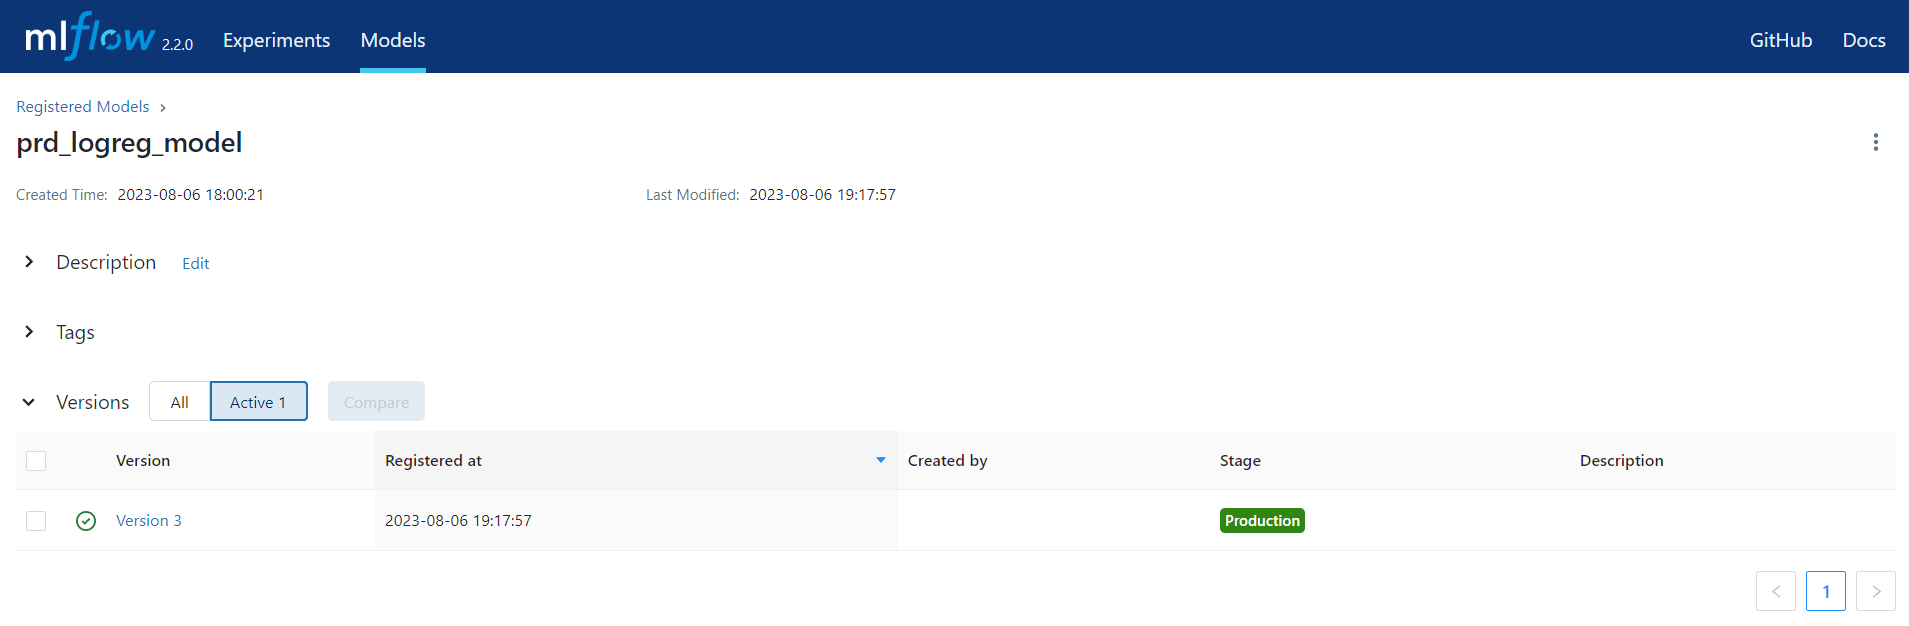 mlflow 2.2.0 Experiments Models GitHub Docs
Registered Models >
prd_logreg_model
Created Time: 2023-08-06 18:00:21 Last Modified: 2023-08-06 19:17:57
Description Edit
Tags
Versions All Active 1 Compare
Version Registered at Created by Stage Description
Version 3 2023-08-06 19:17:57 Production
< 1 >